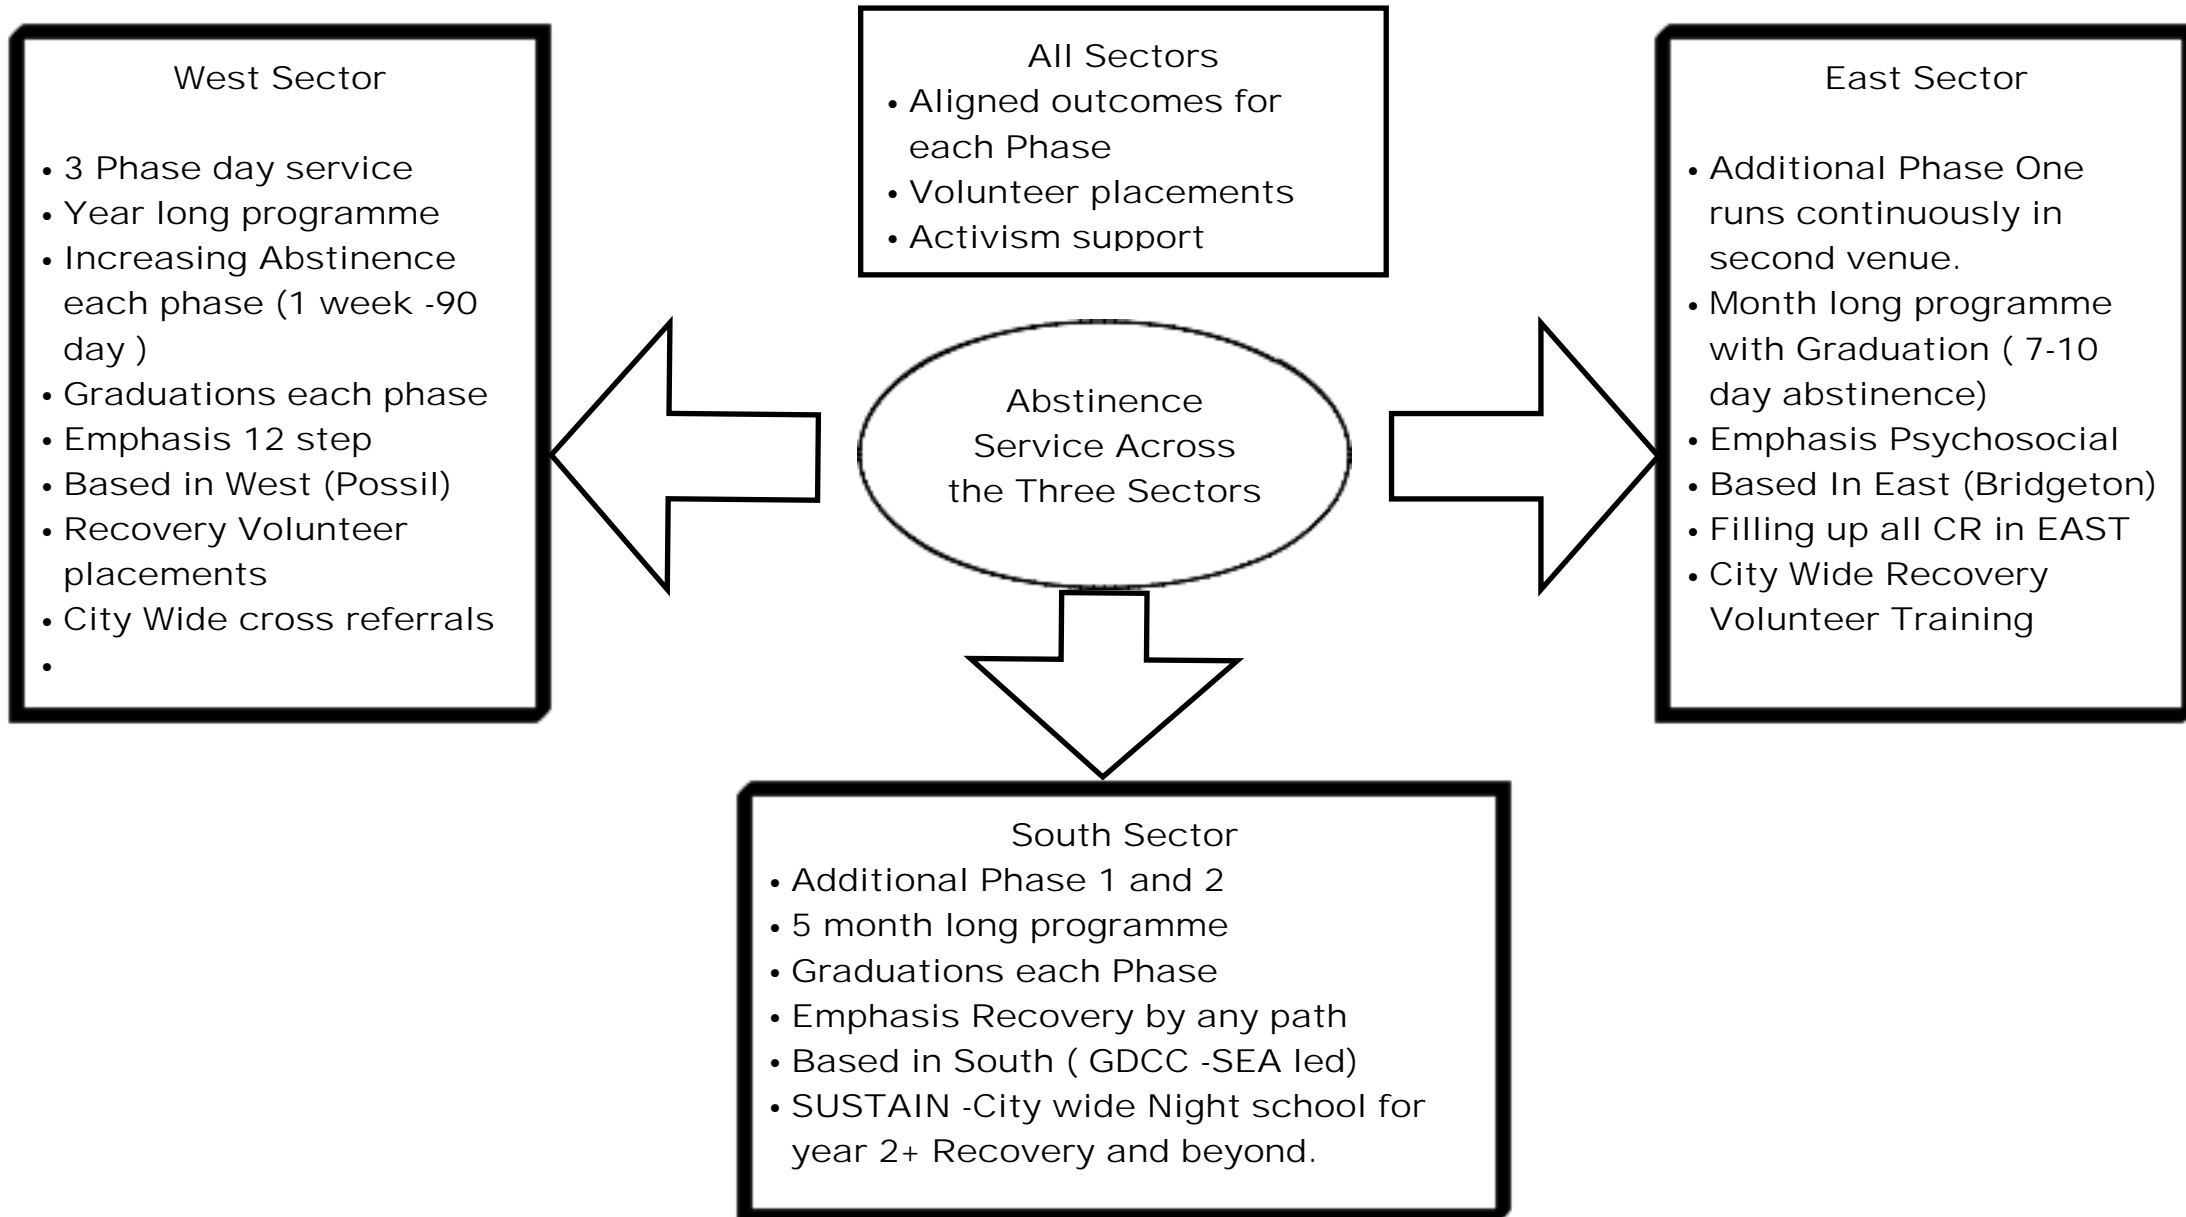 West Sector
• 3 Phase day service
• Year long programme
• Increasing Abstinence
each phase (1 week -90
day )
• Graduations each phase
• Emphasis 12 step
• Based in West (Possil)
• Recovery Volunteer
placements
• City Wide cross referrals
•
All Sectors
• Aligned outcomes for
each Phase
• Volunteer placements
• Activism support
Abstinence
Service Across
the Three Sectors
East Sector
• Additional Phase One
runs continuously in
second venue.
• Month long programme
with Graduation ( 7-10
day abstinence)
• Emphasis Psychosocial
• Based In East (Bridgeton)
• Filling up all CR in EAST
• City Wide Recovery
Volunteer Training
South Sector
• Additional Phase 1 and 2
• 5 month long programme
• Graduations each Phase
• Emphasis Recovery by any path
• Based in South ( GDCC -SEA led)
• SUSTAIN -City wide Night school for
year 2+ Recovery and beyond.